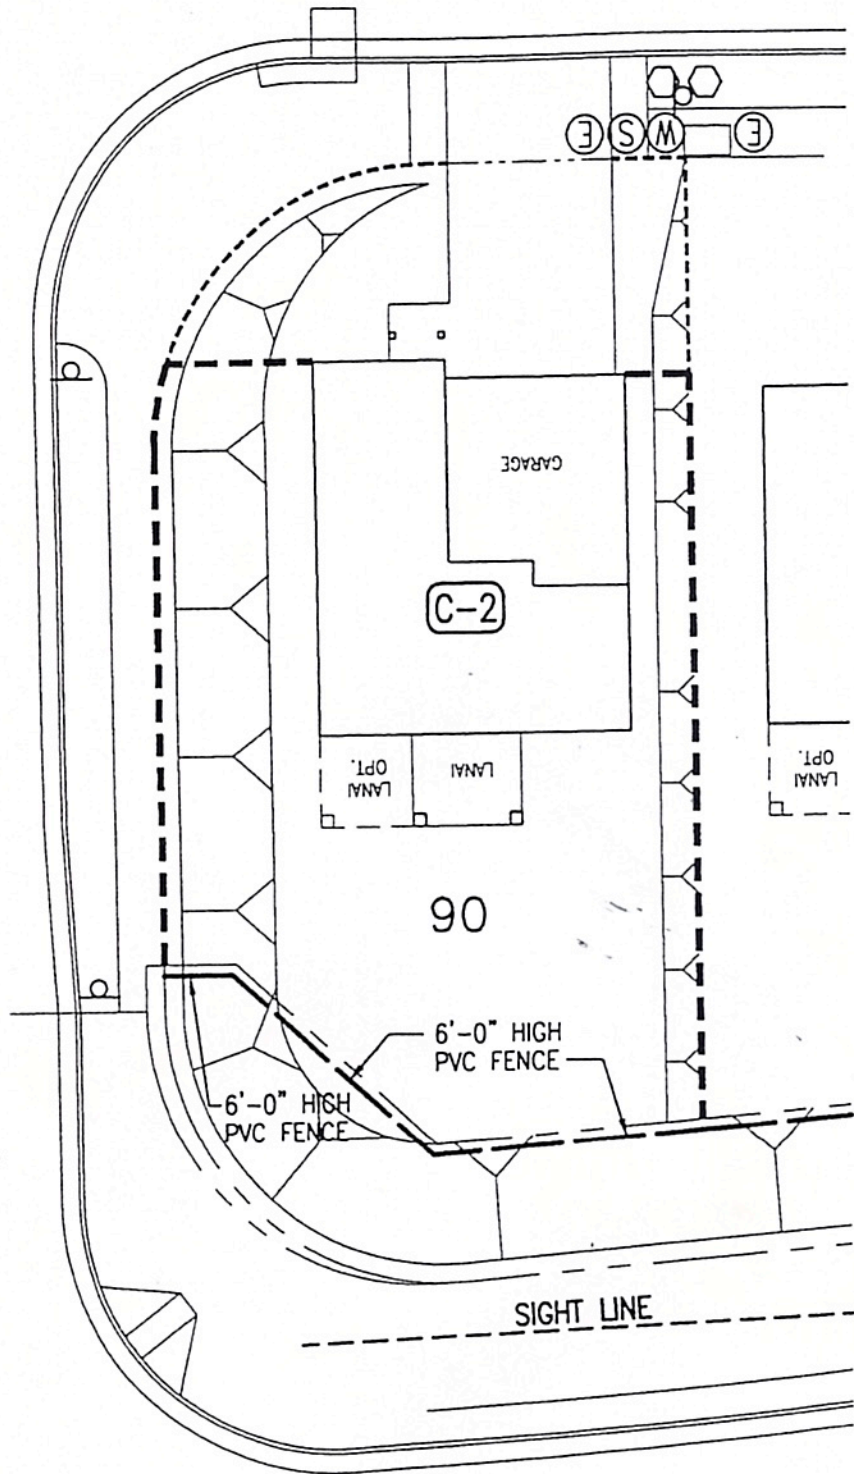 E S W E
GARAGE
C-2
LANAI
OPT.
LANAI
LANAI
OPT.
90
6'-0" HIGH
PVC FENCE
6'-0" HIGH
PVC FENCE
SIGHT LINE